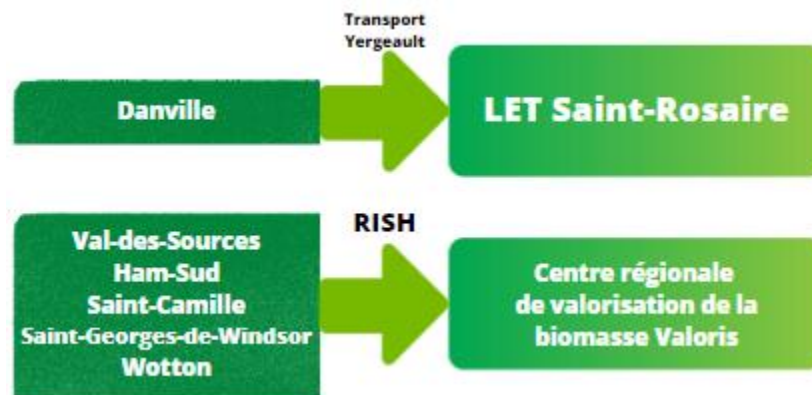 Transport
Yergeault
Danville
LET Saint-Rosaire
RISH
Val-des-Sources
Ham-Sud
Saint-Camille
Saint-Georges-de-Windsor
Wotton
Centre régionale
de valorisation de la
biomasse Valoris